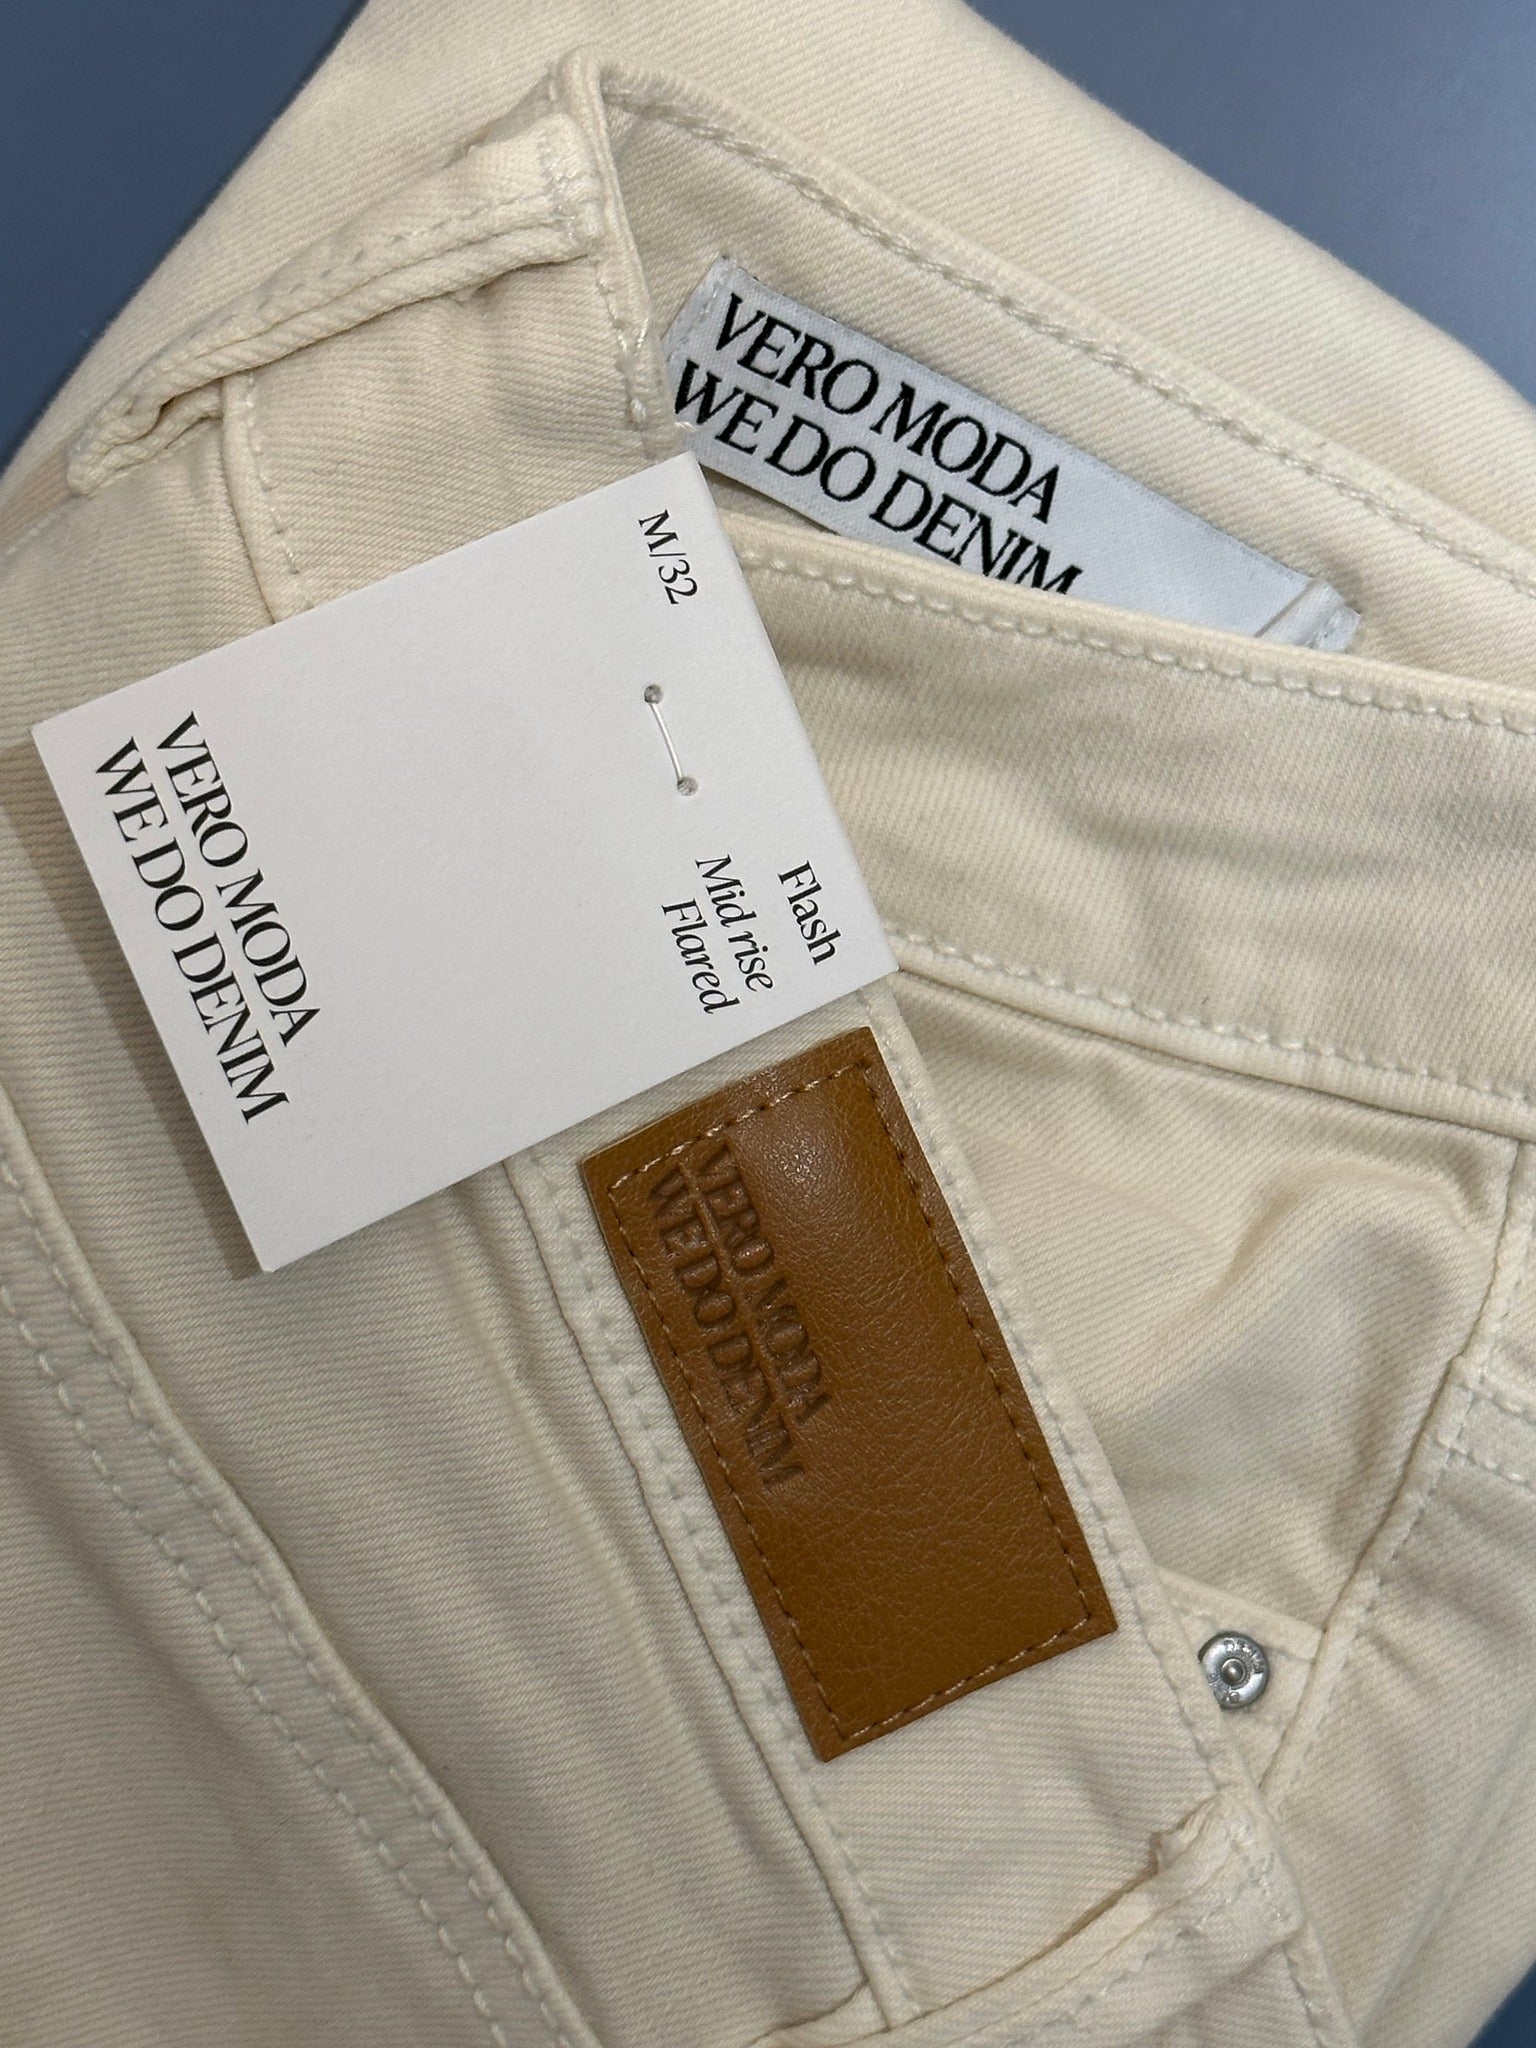 VERO MODA
WE DO DENIM
M/32
Flash
Mid rise
Flared
VERO MODA
WE DO DENIM
VERO MODA
WE DO DENIM